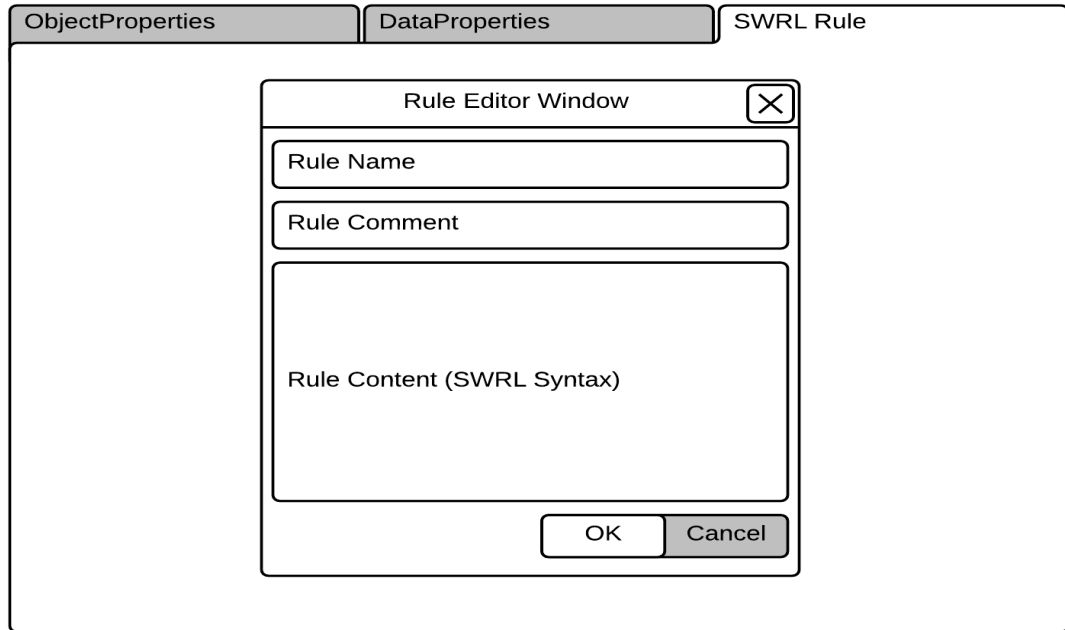 ObjectProperties
DataProperties
SWRL Rule
Rule Editor Window
Rule Name
Rule Comment
Rule Content (SWRL Syntax)
OK
Cancel